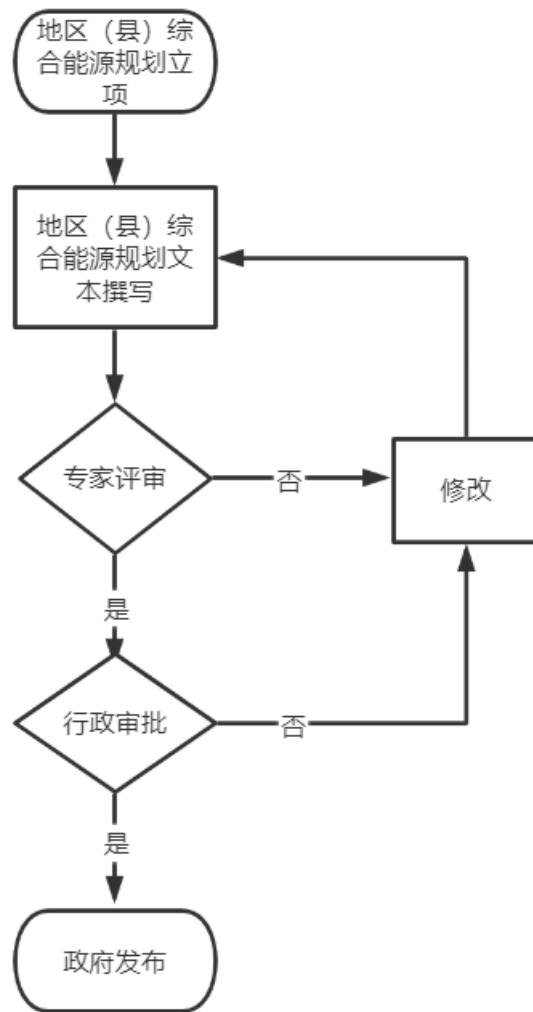 地区（县）综
合能源规划立
项
地区（县）综
合能源规划文
本撰写
专家评审
否
修改
是
行政审批
否
是
政府发布